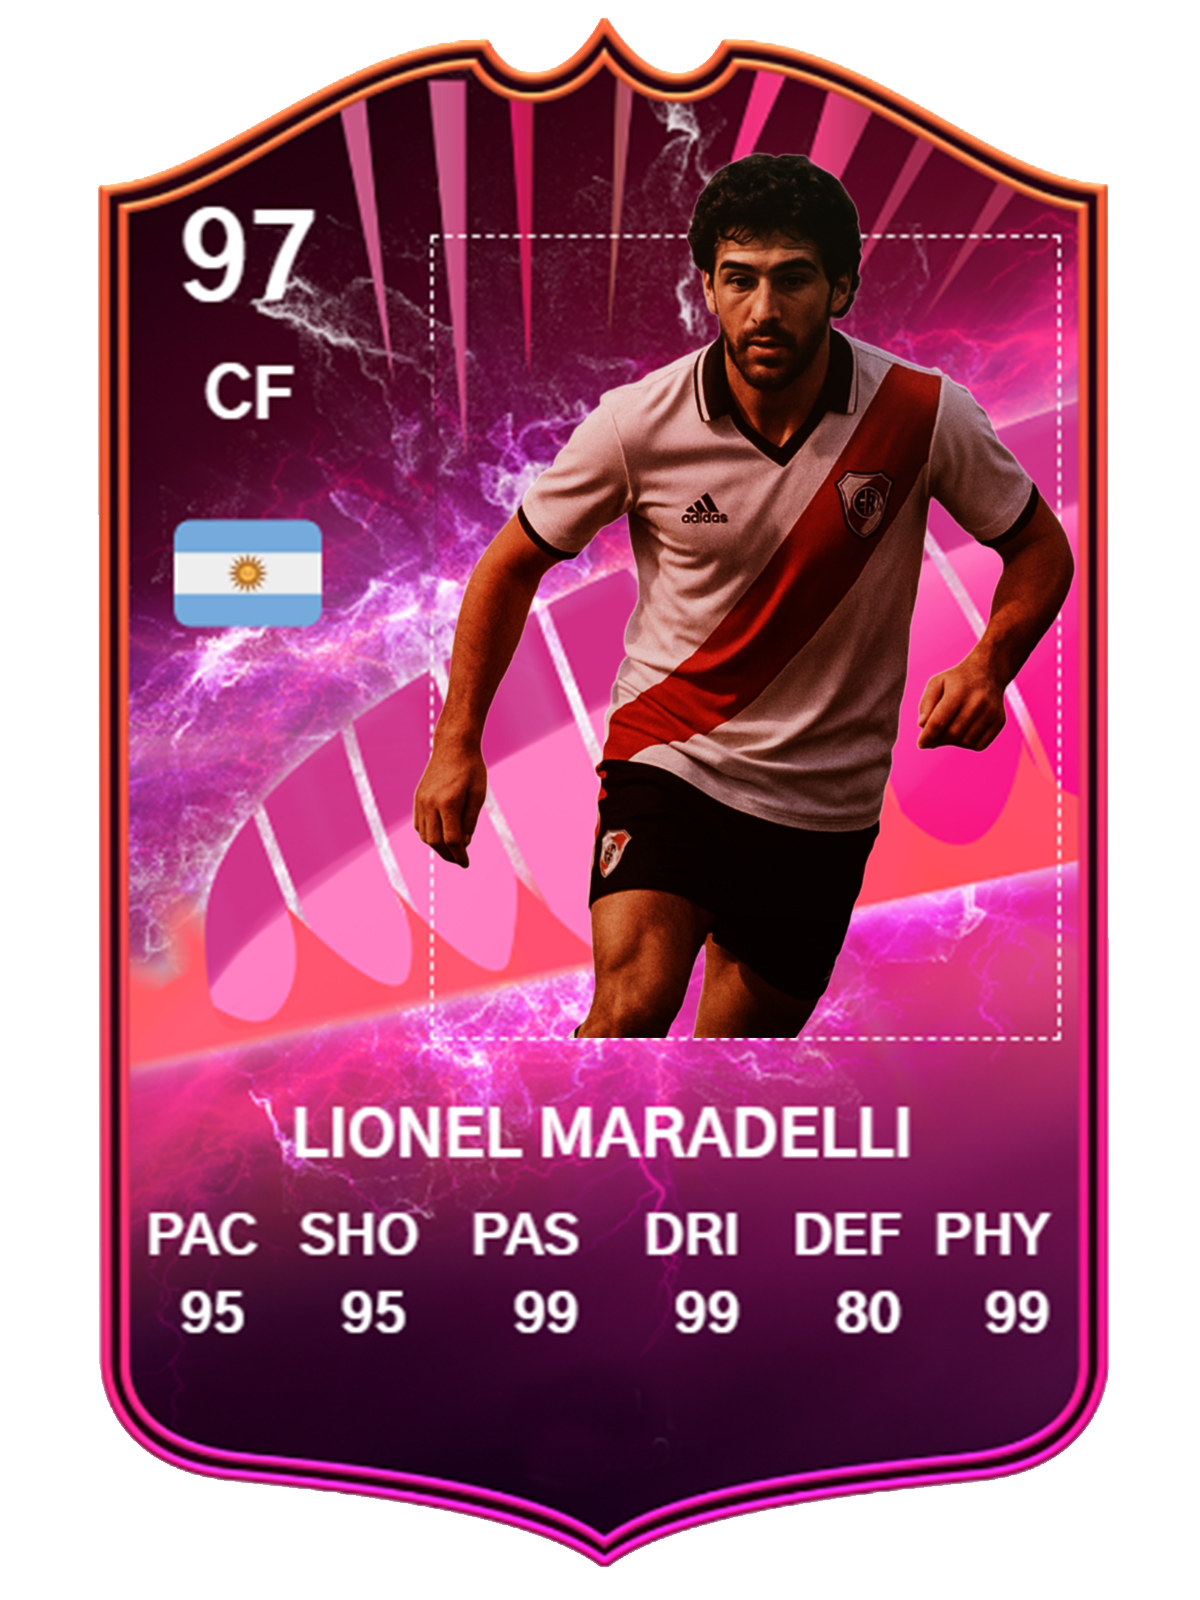 97
CF
adidas
LIONEL MARADELLI
PAC SHO PAS DRI DEF PHY
95 95 99 99 80 99